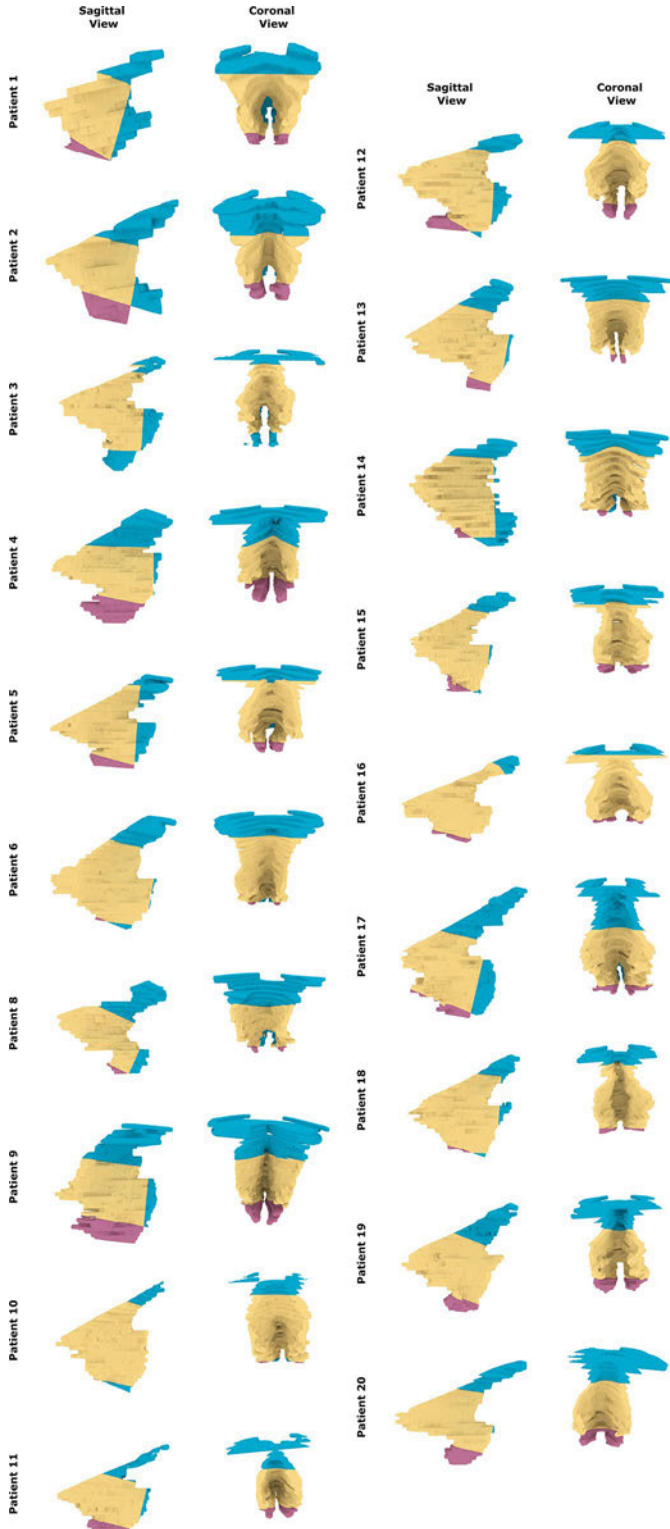 Sagittal
View
Coronal
View
Patient 1
Patient 2
Patient 3
Patient 4
Patient 5
Patient 6
Patient 8
Patient 9
Patient 10
Patient 11
Sagittal
View
Coronal
View
Patient 12
Patient 13
Patient 14
Patient 15
Patient 16
Patient 17
Patient 18
Patient 19
Patient 20